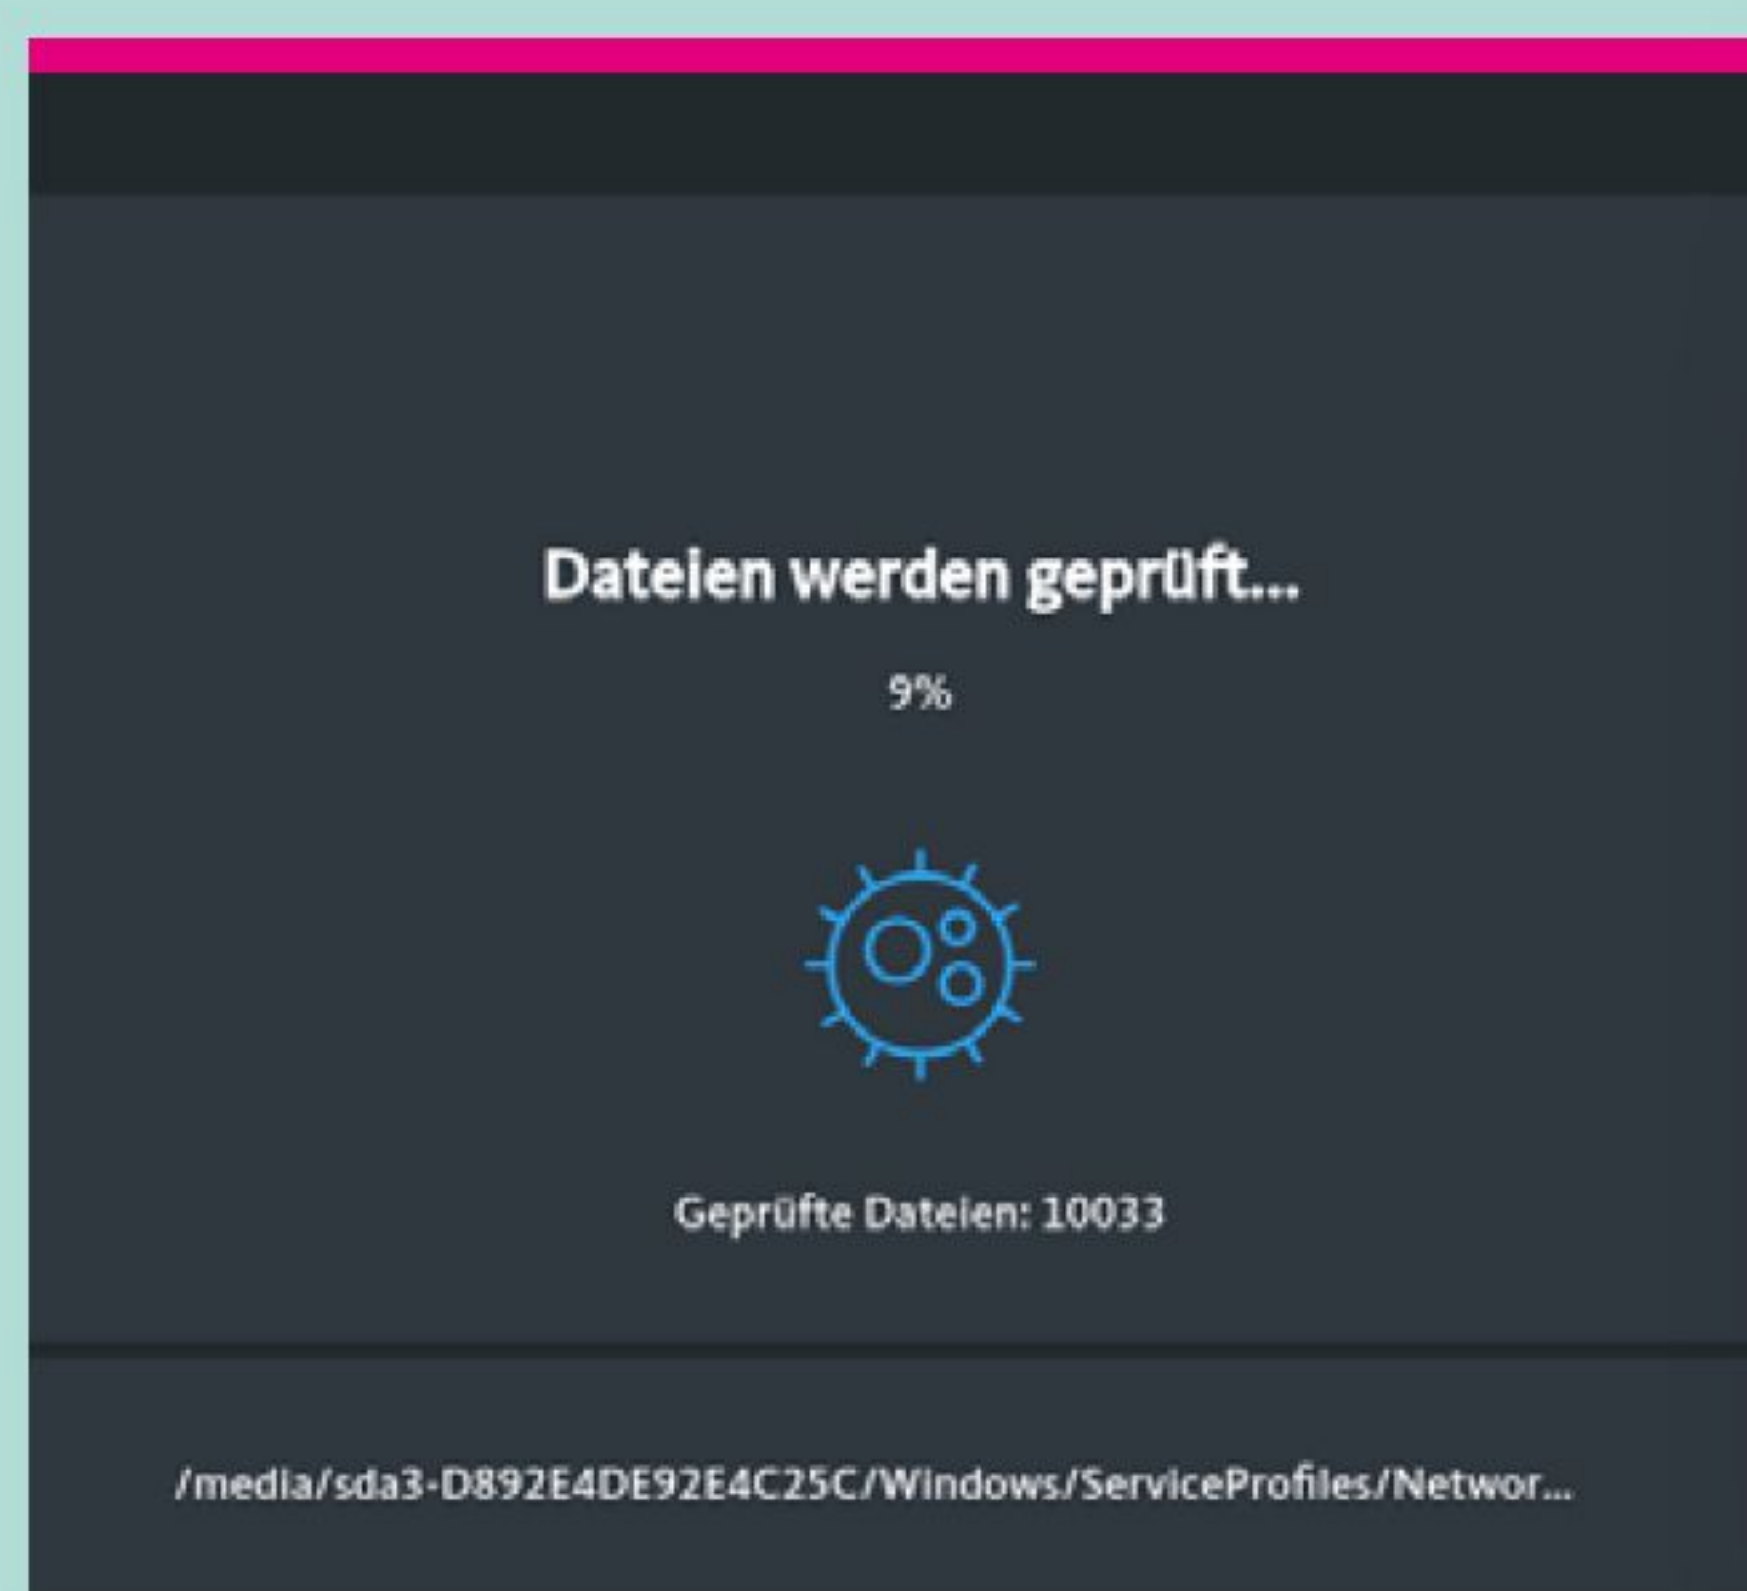 Dateien werden geprüft...
9%
Geprüfte Dateien: 10033
/media/sda3-D892E4DE92E4C25C/Windows/ServiceProfiles/Networ...